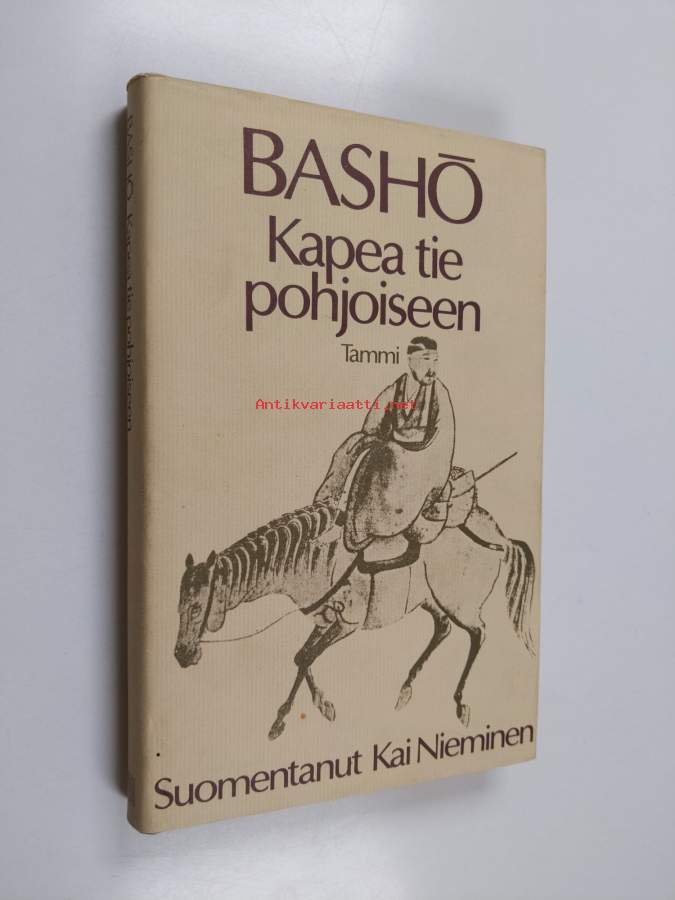 BASHŌ
Kapea tie
pohjoiseen
Tammi
Antikvariaatti.net
Suomentanut Kai Nieminen
BASHŌ Kapea tie pohjoiseen